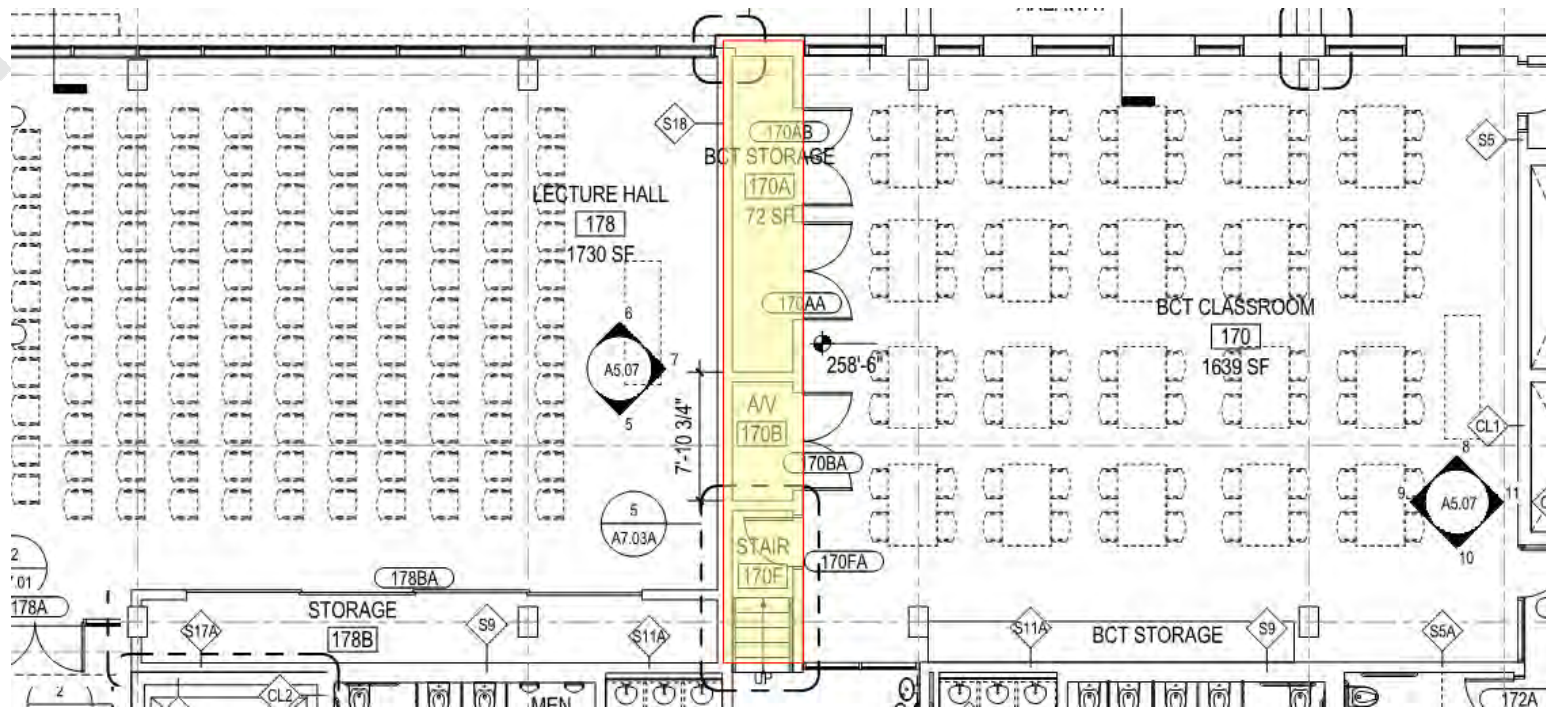 S18
170AB
BCT STORAGE
170A
72 SF
S5
LECTURE HALL
178
1730 SF
170AA
BCT CLASSROOM
170
1639 SF
258'-6"
6
A5.07
7
5
7'-10 3/4"
A/V
170B
170BA
CL1
8
9
A5.07
11
10
5
A7.03A
STAIR
170F
170FA
2
.01
178A
178BA
STORAGE
178B
S17A
S9
S11A
S11A
BCT STORAGE
S9
S5A
UP
2
CL2
MEN
172A